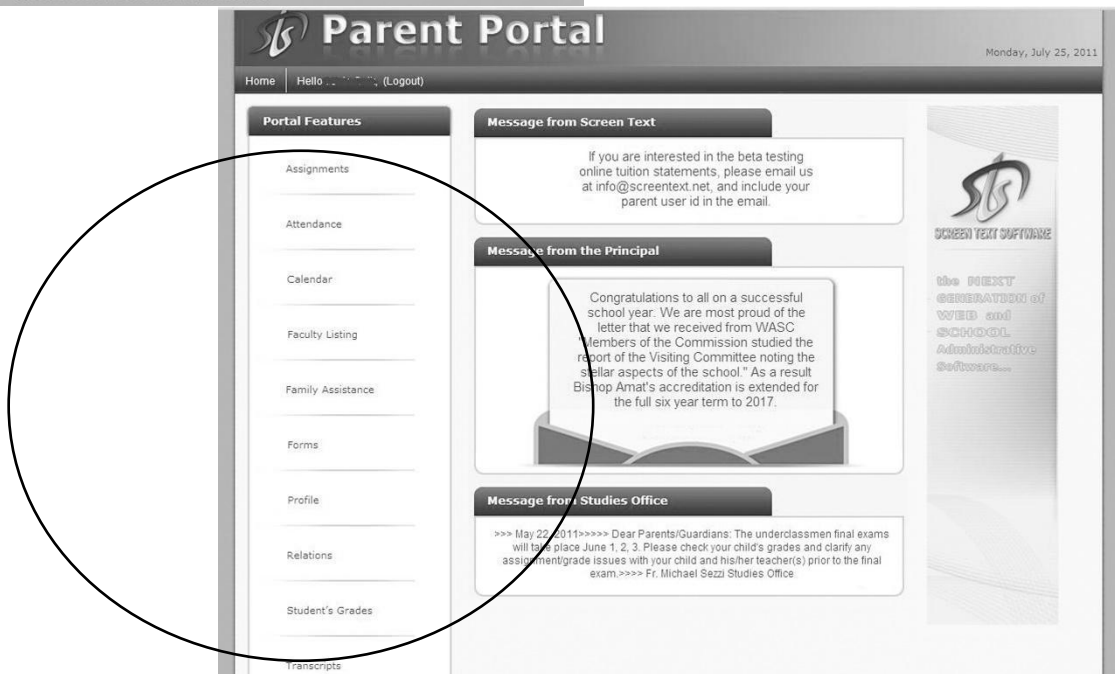 Parent Portal
Monday, July 25, 2011
Home Hello (Logout)
Portal Features
Assignments
Attendance
Calendar
Faculty Listing
Family Assistance
Forms
Profile
Relations
Student's Grades
Transcripts
Message from Screen Text
If you are interested in the beta testing
online tuition statements, please email us
at info@screentext.net, and include your
parent user id in the email.
Message from the Principal
Congratulations to all on a successful
school year. We are most proud of the
letter that we received from WASC
"Members of the Commission studied the
report of the Visiting Committee noting the
stellar aspects of the school." As a result
Bishop Amat's accreditation is extended for
the full six year term to 2017.
Message from Studies Office
>>> May 22, 2011>>>>> Dear Parents/Guardians: The underclassmen final exams
will take place June 1, 2, 3. Please check your child's grades and clarify any
assignment/grade issues with your child and his/her teacher(s) prior to the final
exam.>>>> Fr. Michael Sezzi Studies Office
sts
SCREEN TEXT SOFTWARE
the NEXT
GENERATION of
WEB and
SCHOOL
Administrative
Software...